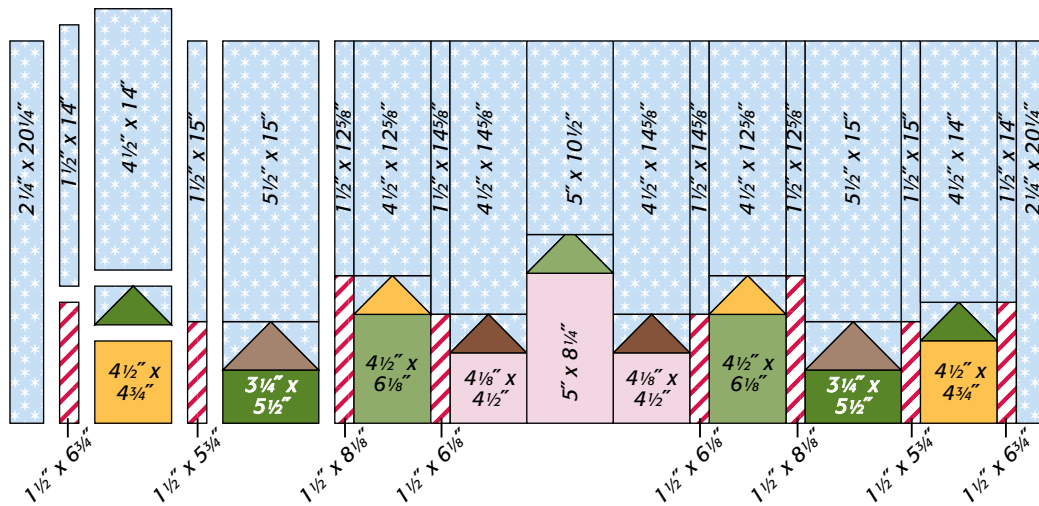 2¼″ x 20¼″
1½″ x 14″
4½″ x 14″
1½″ x 15″
5½″ x 15″
1½″ x 12⅝″
4½″ x 12⅝″
1½″ x 14⅝″
4½″ x 14⅝″
5″ x 10½″
4½″ x 14⅝″
1½″ x 14⅝″
4½″ x 12⅝″
1½″ x 12⅝″
5½″ x 15″
1½″ x 15″
4½″ x 14″
1½″ x 14″
2¼″ x 20¼″
4½″ x
4¾″
3¼″ x
5½″
4½″ x
6⅛″
4⅛″ x
4½″
5″ x 8¼″
4⅛″ x
4½″
4½″ x
6⅛″
3¼″ x
5½″
4½″ x
4¾″
1½″ x 6¾″
1½″ x 5¾″
1½″ x 8⅛″
1½″ x 6⅛″
1½″ x 6⅛″
1½″ x 8⅛″
1½″ x 5¾″
1½″ x 6¾″